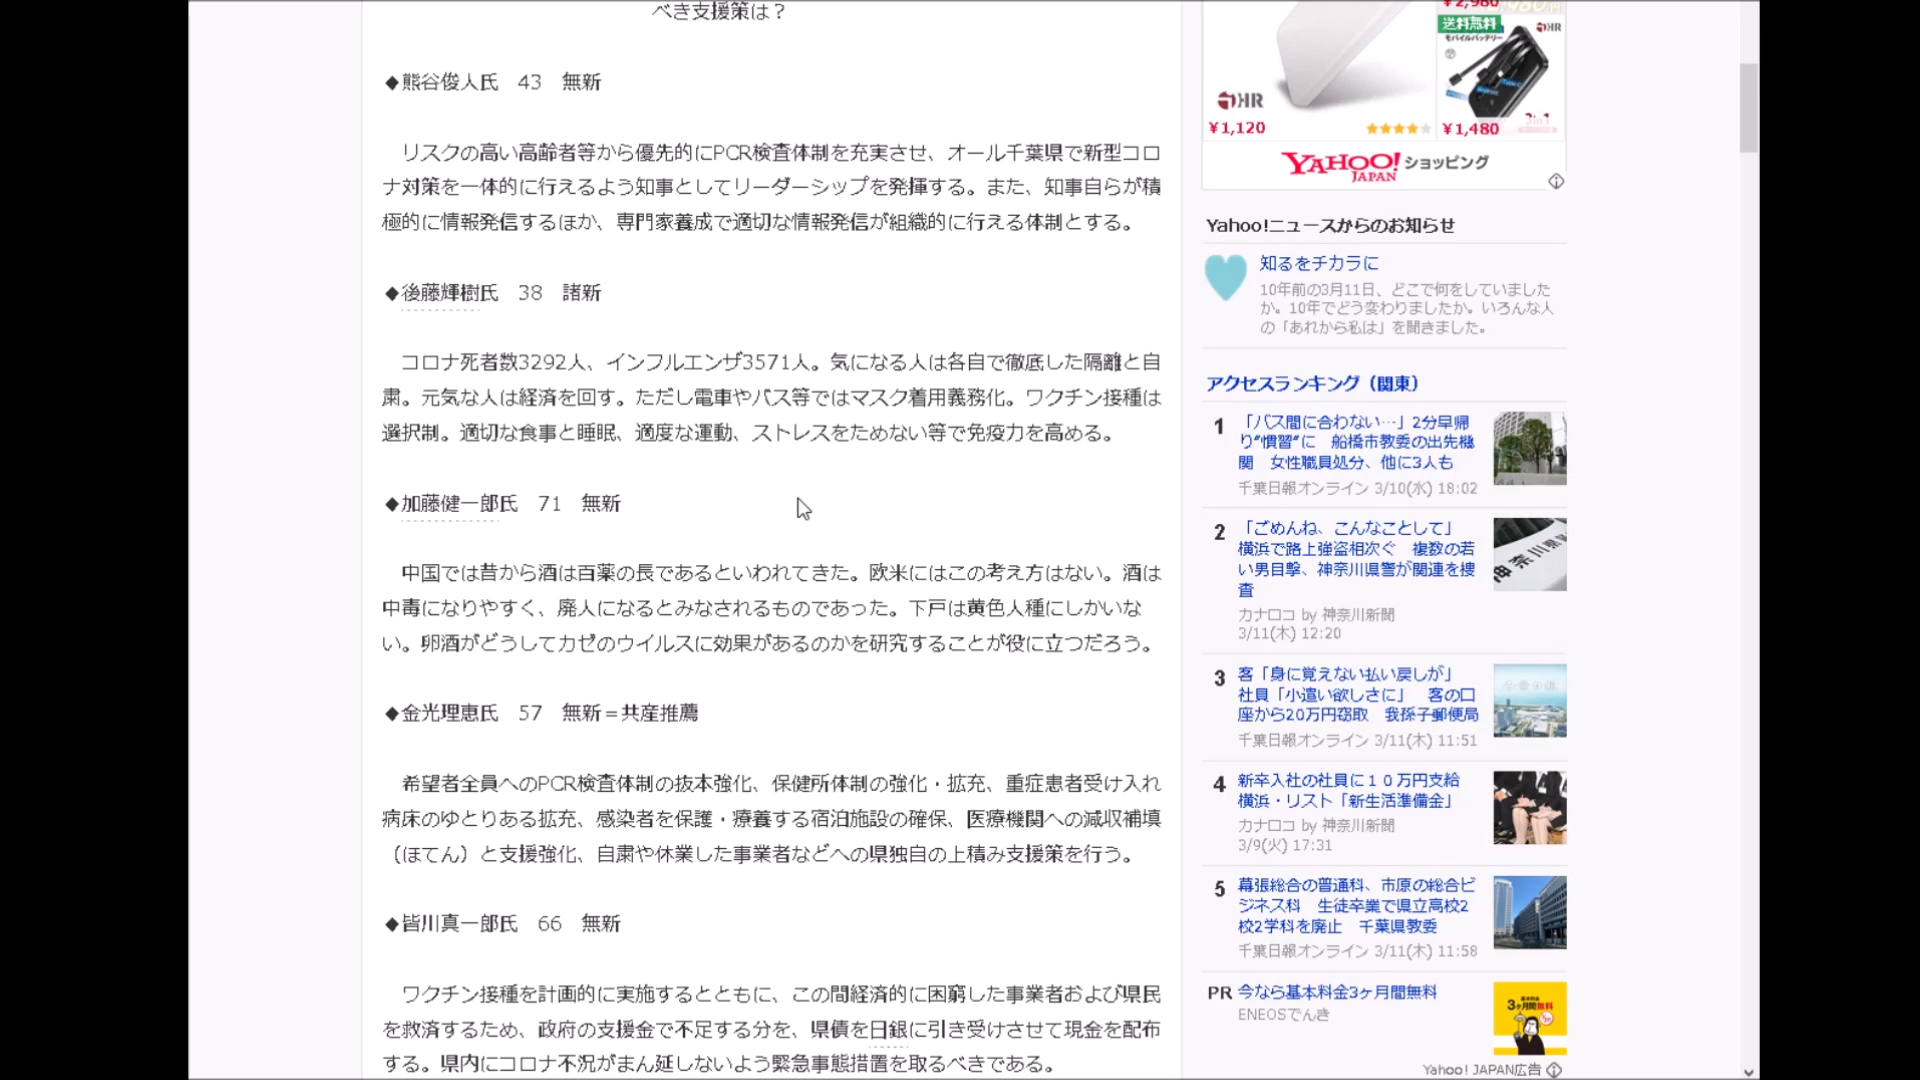 べき支援策は？
◆熊谷俊人氏　43　無新
リスクの高い高齢者等から優先的にPCR検査体制を充実させ、オール千葉県で新型コロ
ナ対策を一体的に行えるよう知事としてリーダーシップを発揮する。また、知事自らが積
極的に情報発信するほか、専門家養成で適切な情報発信が組織的に行える体制とする。
◆後藤輝樹氏　38　諸新
コロナ死者数3292人、インフルエンザ3571人。気になる人は各自で徹底した隔離と自
粛。元気な人は経済を回す。ただし電車やバス等ではマスク着用義務化。ワクチン接種は
選択制。適切な食事と睡眠、適度な運動、ストレスをためない等で免疫力を高める。
◆加藤健一郎氏　71　無新
中国では昔から酒は百薬の長であるといわれてきた。欧米にはこの考え方はない。酒は
中毒になりやすく、廃人になるとみなされるものであった。下戸は黄色人種にしかいな
い。卵酒がどうしてカゼのウイルスに効果があるのかを研究することが役に立つだろう。
◆金光理恵氏　57　無新＝共産推薦
希望者全員へのPCR検査体制の抜本強化、保健所体制の強化・拡充、重症患者受け入れ
病床のゆとりある拡充、感染者を保護・療養する宿泊施設の確保、医療機関への減収補填
（ほてん）と支援強化、自粛や休業した事業者などへの県独自の上積み支援策を行う。
◆皆川真一郎氏　66　無新
ワクチン接種を計画的に実施するとともに、この間経済的に困窮した事業者および県民
を救済するため、政府の支援金で不足する分を、県債を日銀に引き受けさせて現金を配布
する。県内にコロナ不況がまん延しないよう緊急事態措置を取るべきである。
¥2,980
送料無料
HR
モバイルバッテリー
HR
¥1,120
3in1
¥1,480
YAHOO! JAPAN ショッピング
Yahoo!ニュースからのお知らせ
知るをチカラに
10年前の3月11日、どこで何をしていました
か。10年でどう変わりましたか。いろんな人
の「あれから私は」を聞きました。
アクセスランキング（関東）
1 「バス間に合わない…」2分早帰
り“慣習”に　船橋市教委の出先機
関　女性職員処分、他に3人も
千葉日報オンライン 3/10(水) 18:02
2 「ごめんね、こんなことして」
横浜で路上強盗相次ぐ　複数の若
い男目撃、神奈川県警が関連を捜
査
カナロコ by 神奈川新聞
3/11(木) 12:20
3 客「身に覚えない払い戻しが」
社員「小遣い欲しさに」　客の口
座から20万円窃取　我孫子郵便局
千葉日報オンライン 3/11(木) 11:51
4 新卒入社の社員に１０万円支給
横浜・リスト「新生活準備金」
カナロコ by 神奈川新聞
3/9(火) 17:31
5 幕張総合の普通科、市原の総合ビ
ジネス科　生徒卒業で県立高校2
校2学科を廃止　千葉県教委
千葉日報オンライン 3/11(木) 11:58
PR 今なら基本料金3ヶ月間無料
ENEOSでんき
基本料金
3ヶ月間無料
Yahoo! JAPAN広告